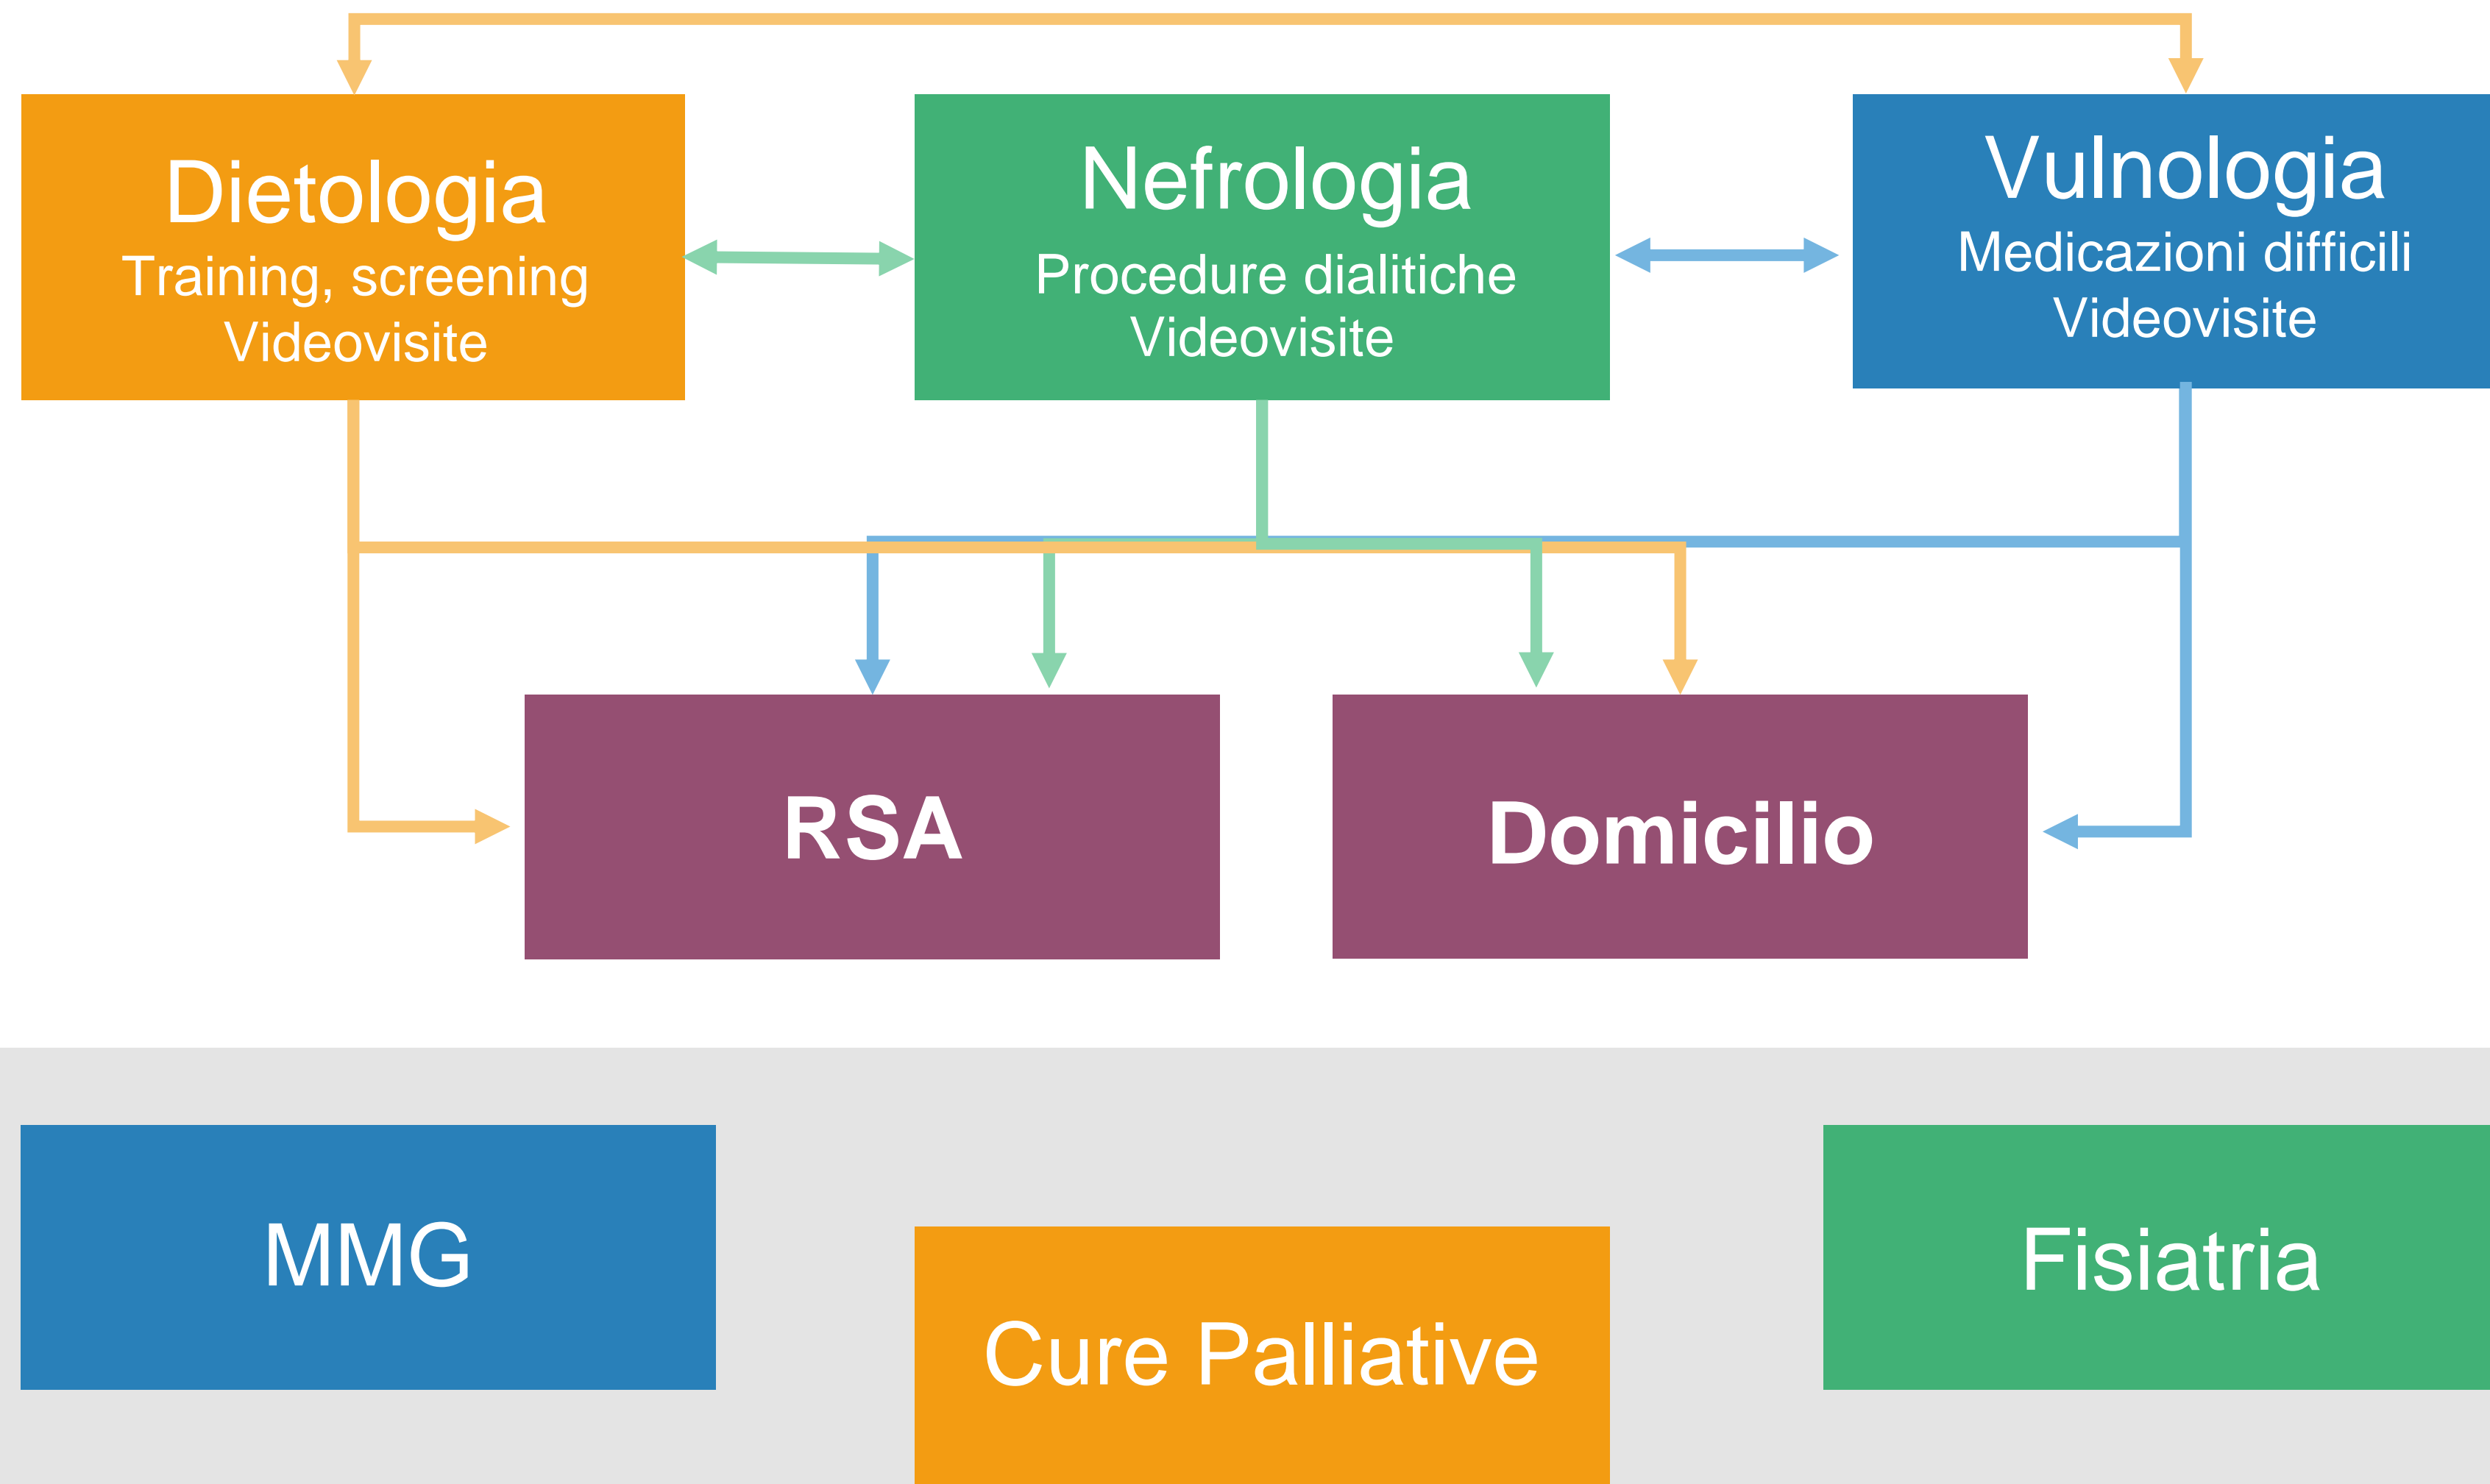 Dietologia
Training, screening
Videovisite
Nefrologia
Procedure dialitiche
Videovisite
Vulnologia
Medicazioni difficili
Videovisite
RSA
Domicilio
MMG
Cure Palliative
Fisiatria